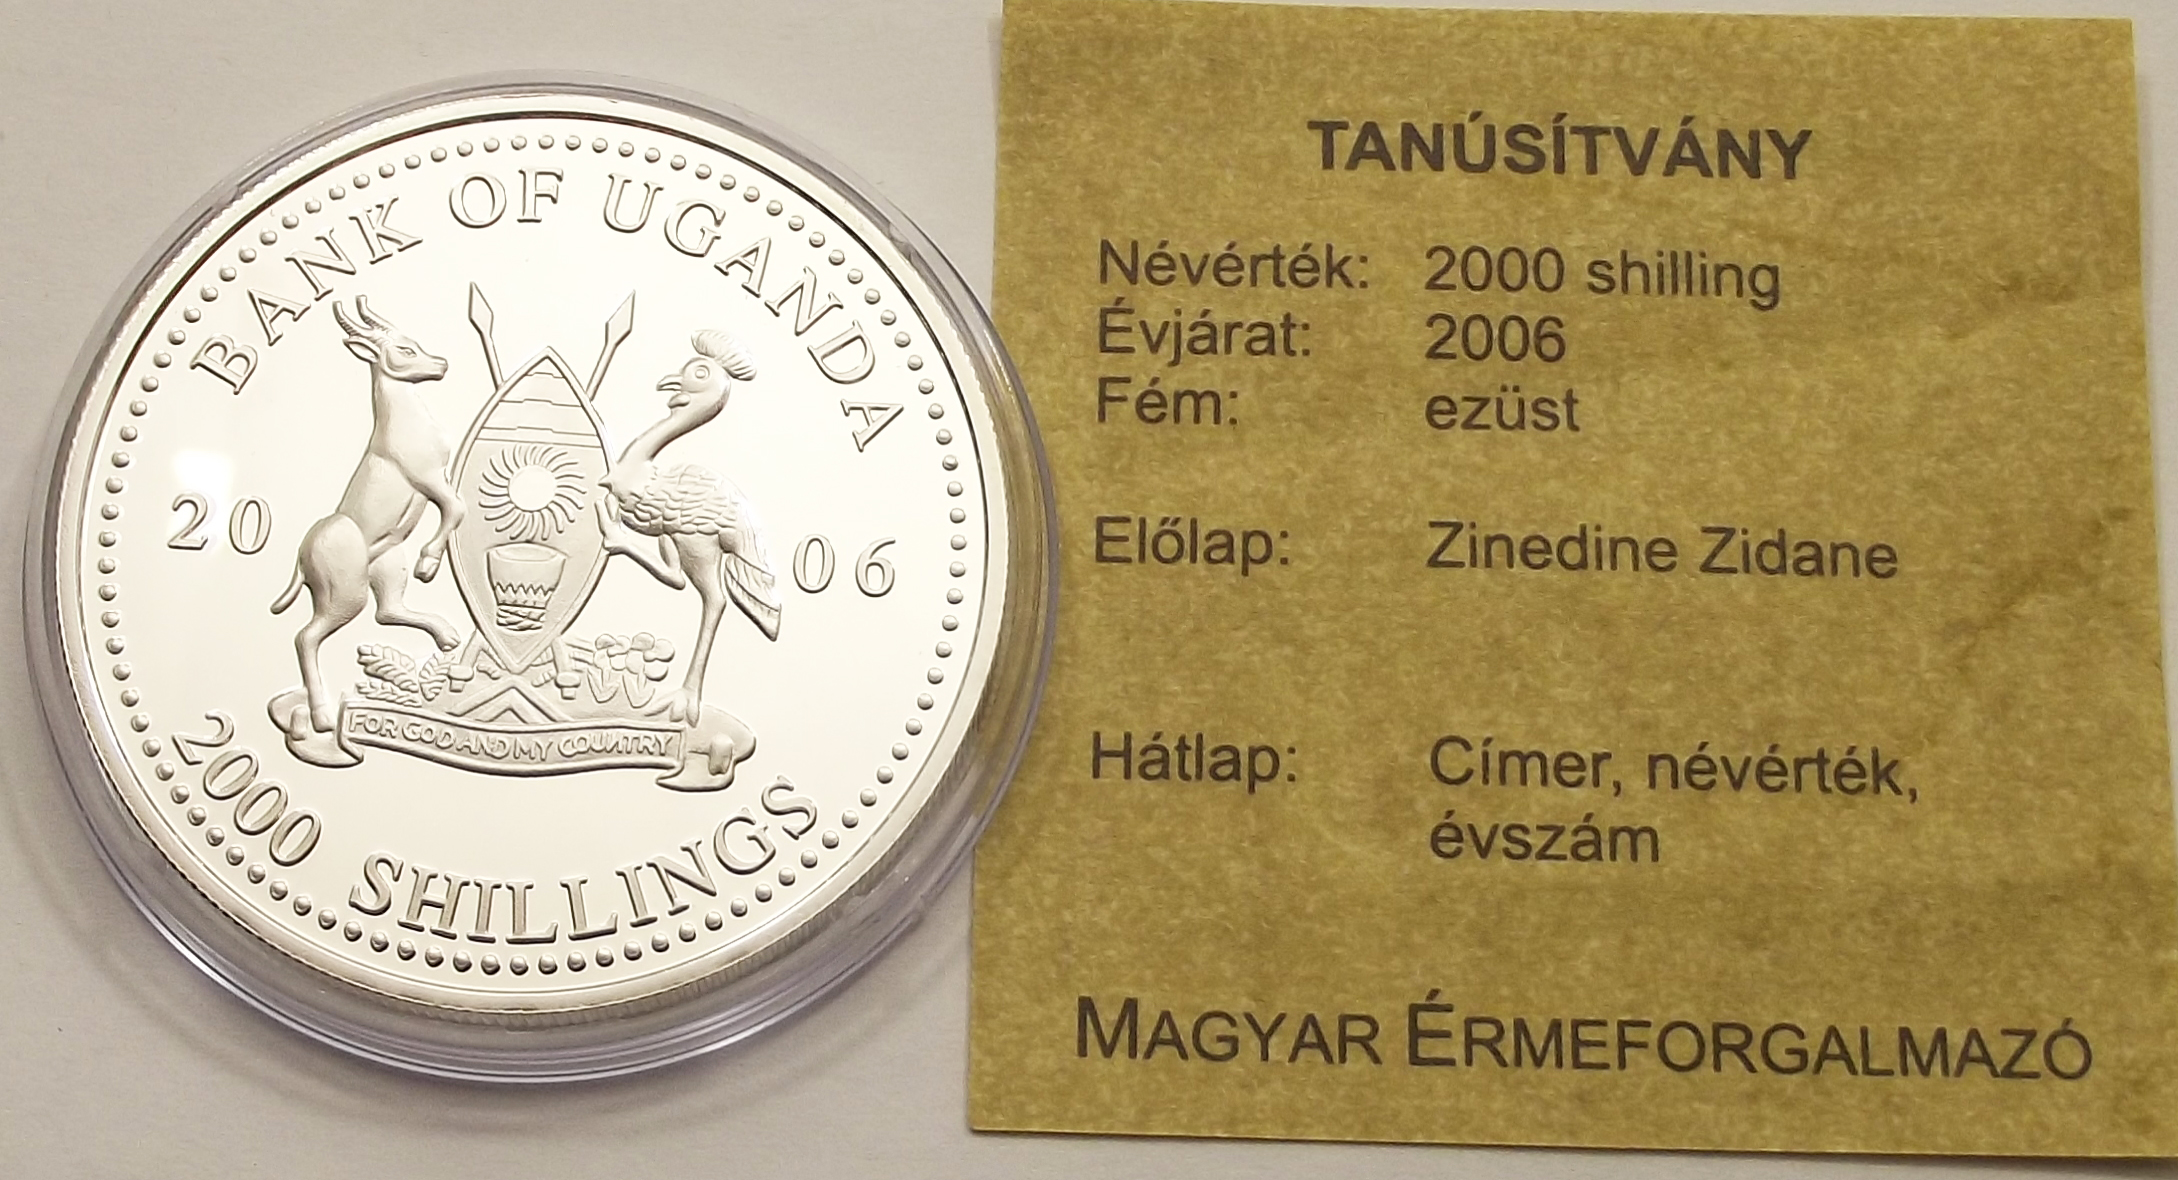 BANK OF UGANDA
20 06
FOR GOD AND MY COUNTRY
2000 SHILLINGS
TANÚSÍTVÁNY
Névérték: 2000 shilling
Évjárat: 2006
Fém: ezüst
Előlap: Zinedine Zidane
Hátlap: Címer, névérték,
évszám
MAGYAR ÉRMEFORGALMAZÓ